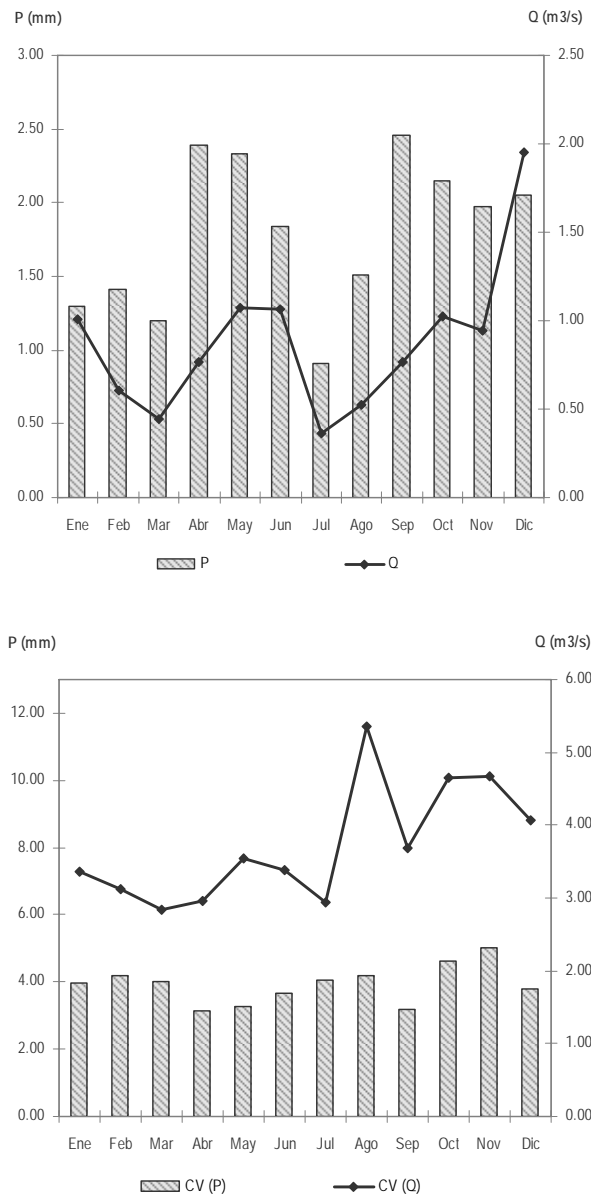 P (mm) Q (m3/s)
3.00 2.50
2.50 2.00
2.00 1.50
1.50 1.00
1.00 0.50
0.50 0.00
0.00
Ene Feb Mar Abr May Jun Jul Ago Sep Oct Nov Dic
P Q
P (mm) Q (m3/s)
6.00
12.00 5.00
10.00 4.00
8.00 3.00
6.00 2.00
4.00 1.00
2.00
0.00 0.00
Ene Feb Mar Abr May Jun Jul Ago Sep Oct Nov Dic
CV (P) CV (Q)